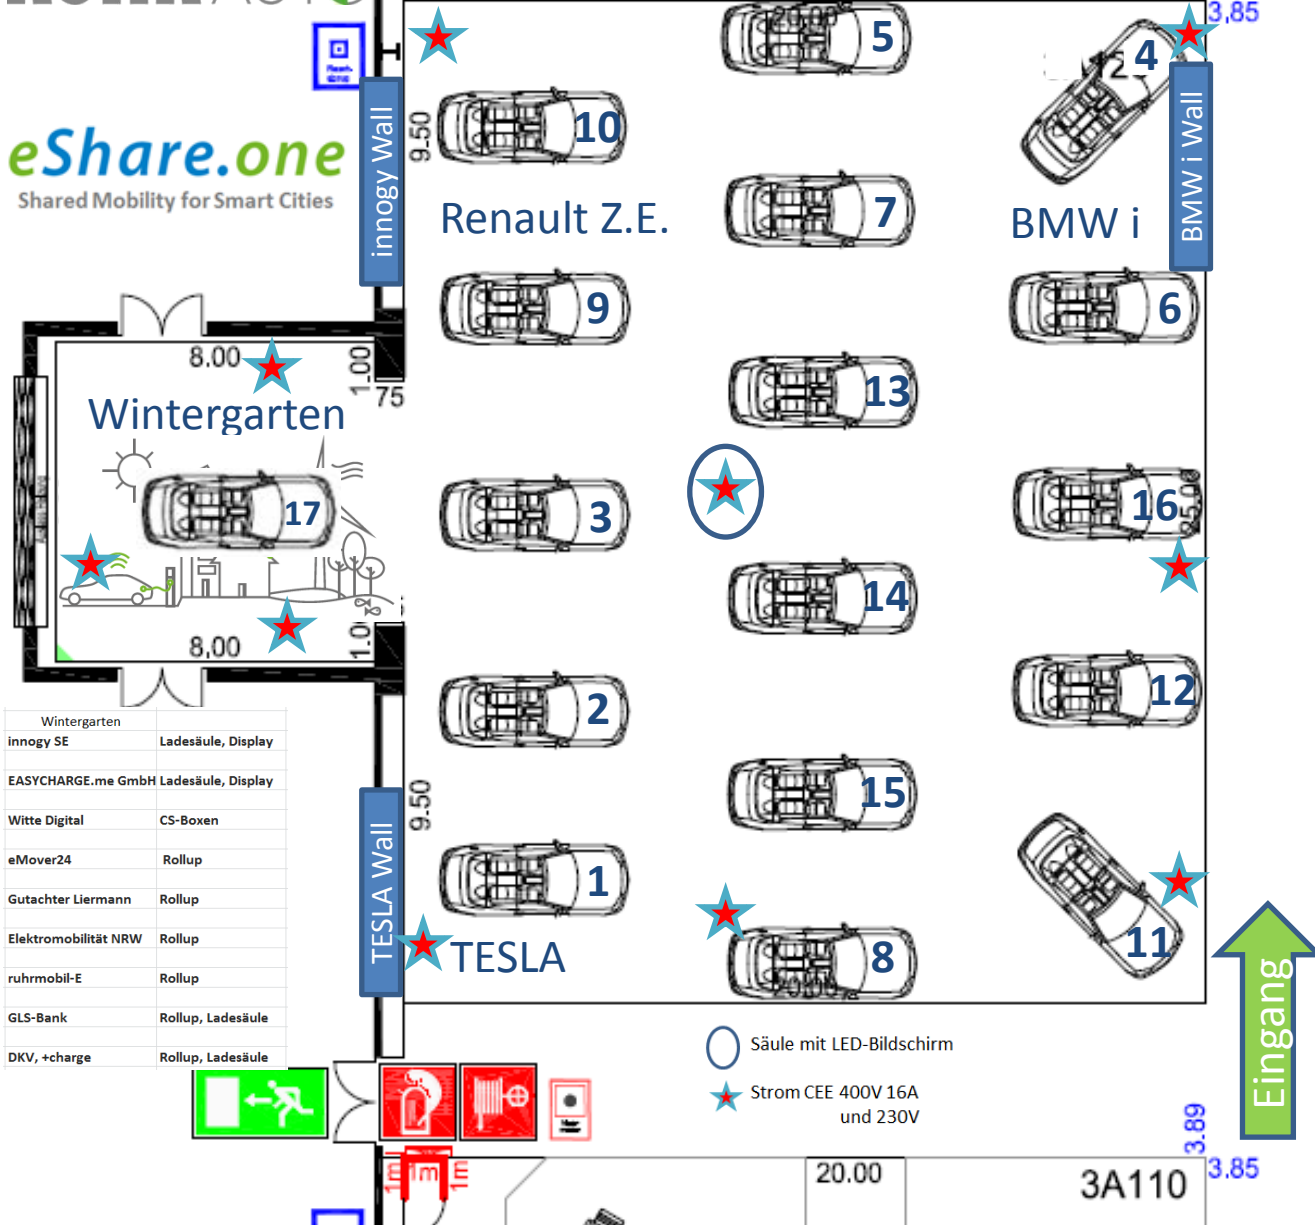 3,85
5
4
innogy Wall
9.50
10
BMW i Wall
eShare.one
Shared Mobility for Smart Cities
Renault Z.E.
7
BMW i
9
6
8.00
1.00
75
13
Wintergarten
17
3
16
14
8,00
2
12
Wintergarten
innogy SE Ladesäule, Display
EASYCHARGE.me GmbH Ladesäule, Display
Witte Digital CS-Boxen
eMover24 Rollup
Gutachter Liermann Rollup
Elektromobilität NRW Rollup
ruhrmobil-E Rollup
GLS-Bank Rollup, Ladesäule
DKV, +charge Rollup, Ladesäule
9.50
15
TESLA Wall
1
11
TESLA
8
Eingang
Säule mit LED-Bildschirm
Strom CEE 400V 16A
und 230V
3.89
3.85
1m
1m
1m
20.00
3A110